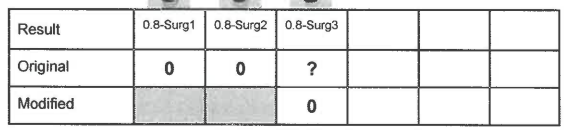 Result 0.8-Surg1 0.8-Surg2 0.8-Surg3
Original 0 0 ?
Modified 0